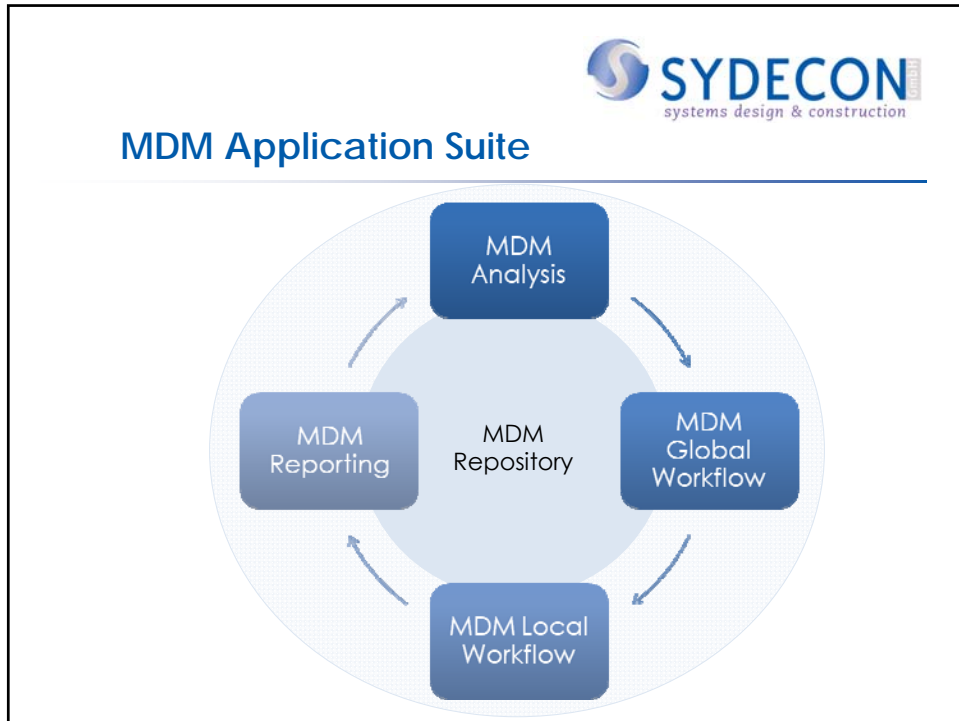 SYDECON GmbH
systems design & construction
MDM Application Suite
MDM
Analysis
MDM
Reporting
MDM
Repository
MDM
Global
Workflow
MDM Local
Workflow